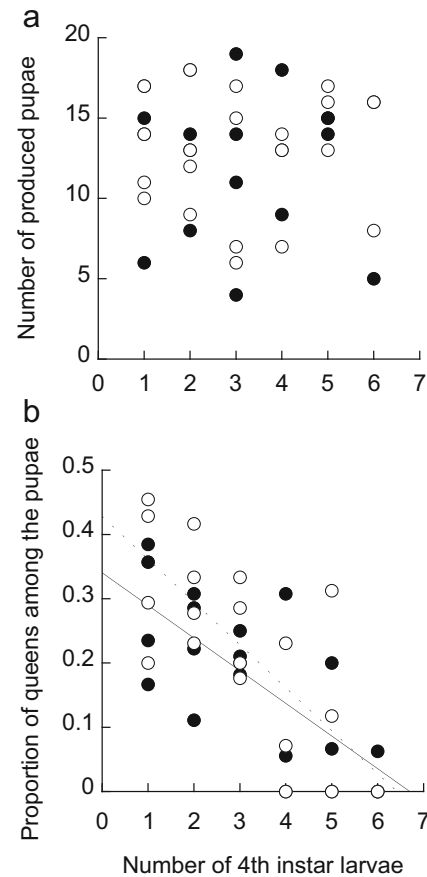 a
Number of produced pupae
20
15
10
5
0
0 1 2 3 4 5 6 7
b
Proportion of queens among the pupae
0.5
0.4
0.3
0.2
0.1
0
0 1 2 3 4 5 6 7
Number of 4th instar larvae